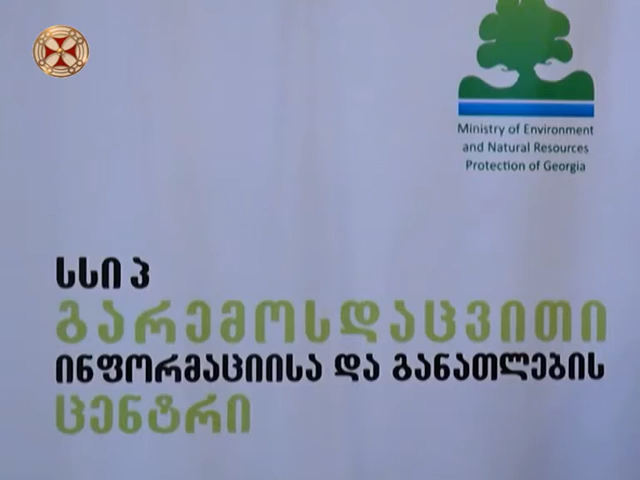 Ministry of Environment
and Natural Resources
Protection of Georgia
სსიპ
გარემოსდაცვითი
ინფორმაციისა და განათლების
ცენტრი